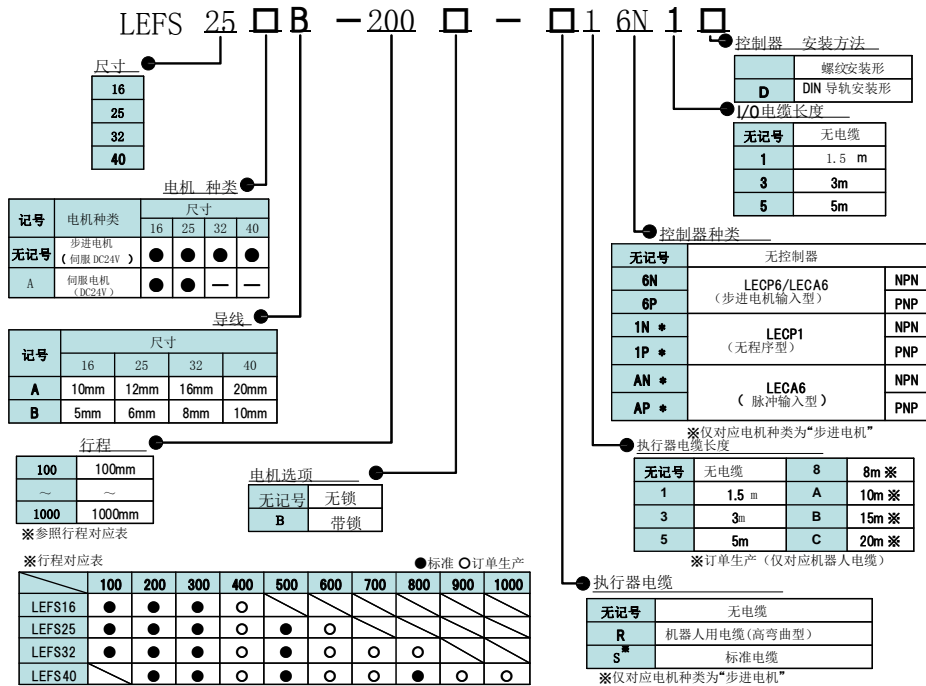 LEFS 25 □ B － 200 □ － □ 1 6N 1 □
控制器 安装方法
螺纹安装形
D DIN 导轨安装形
尺寸
16
25
32
40
I/O电缆长度
无记号 无电缆
1 1.5 m
3 3m
5 5m
电机 种类
记号 电机种类 尺寸
16 25 32 40
无记号 步进电机
（伺服 DC24V ） ● ● ● ●
A 伺服电机
（DC24V） ● ● — —
控制器种类
无记号 无控制器
6N LECP6/LECA6 NPN
6P （步进电机输入型） PNP
1N * LECP1 NPN
1P * （无程序型） PNP
AN * LECA6 NPN
AP * （ 脉冲输入型 ） PNP
※仅对应电机种类为“步进电机”
导线
记号 尺寸
16 25 32 40
A 10mm 12mm 16mm 20mm
B 5mm 6mm 8mm 10mm
行程
100 100mm
～ ～
1000 1000mm
※参照行程对应表
电机选项
无记号 无锁
B 带锁
执行器电缆长度
无记号 无电缆 8 8m ※
1 1.5 m A 10m ※
3 3m B 15m ※
5 5m C 20m ※
※订单生产（仅对应机器人电缆）
※行程对应表 ●标准 ○订单生产
100 200 300 400 500 600 700 800 900 1000
LEFS16 ● ● ● ○
LEFS25 ● ● ● ○ ● ○
LEFS32 ● ● ● ○ ● ○ ○ ○
LEFS40 ● ● ○ ● ○ ○ ● ○ ○
执行器电缆
无记号 无电缆
R 机器人用电缆(高弯曲型)
S※ 标准电缆
※仅对应电机种类为“步进电机”